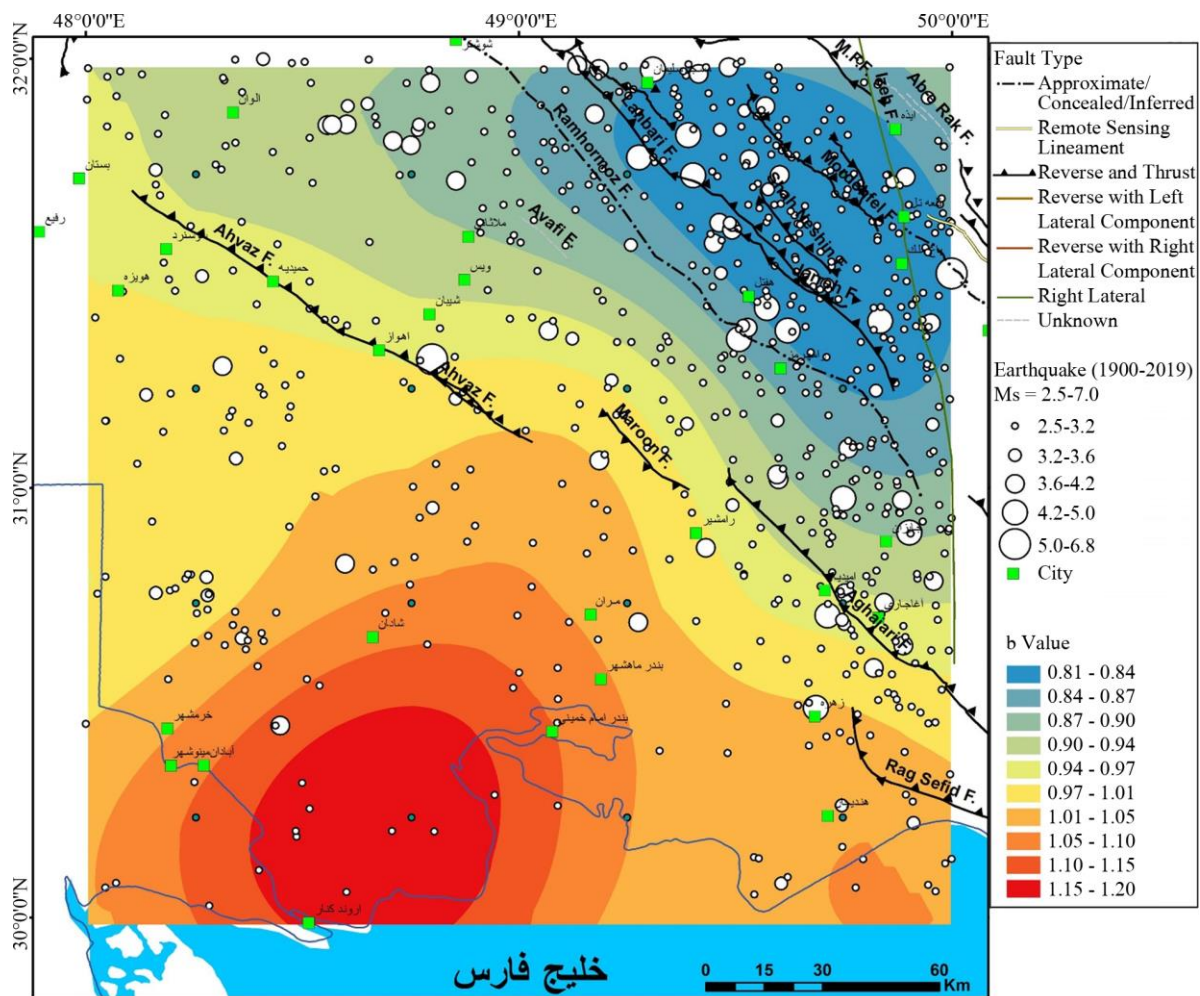 48°0'0"E
49°0'0"E
50°0'0"E
32°0'0"N
31°0'0"N
30°0'0"N
شوشتر
الوان
بستان
رفیع
هویزه
حمیدیه
ویس
شیبان
اهواز
ایذه
هفتل
رامشیر
امیدیه
آغاجاری
شادگان
بندر ماهشهر
بندر امام خمینی
خرمشهر
آبادان
مینوشهر
زهره
اروند کنار
Ahvaz F.
Ahvaz F.
Avafi F.
Ramhormoz F.
Lahbari F.
M.F.F.
Izeh F.
Abre Rak F.
Shah Neshin F.
Maroon F.
Aghajari F.
Rag Sefid F.
خلیج فارس
0 15 30 60
Km
Fault Type
Approximate/
Concealed/Inferred
Remote Sensing
Lineament
Reverse and Thrust
Reverse with Left
Lateral Component
Reverse with Right
Lateral Component
Right Lateral
Unknown
Earthquake (1900-2019)
Ms = 2.5-7.0
2.5-3.2
3.2-3.6
3.6-4.2
4.2-5.0
5.0-6.8
City
b Value
0.81 - 0.84
0.84 - 0.87
0.87 - 0.90
0.90 - 0.94
0.94 - 0.97
0.97 - 1.01
1.01 - 1.05
1.05 - 1.10
1.10 - 1.15
1.15 - 1.20